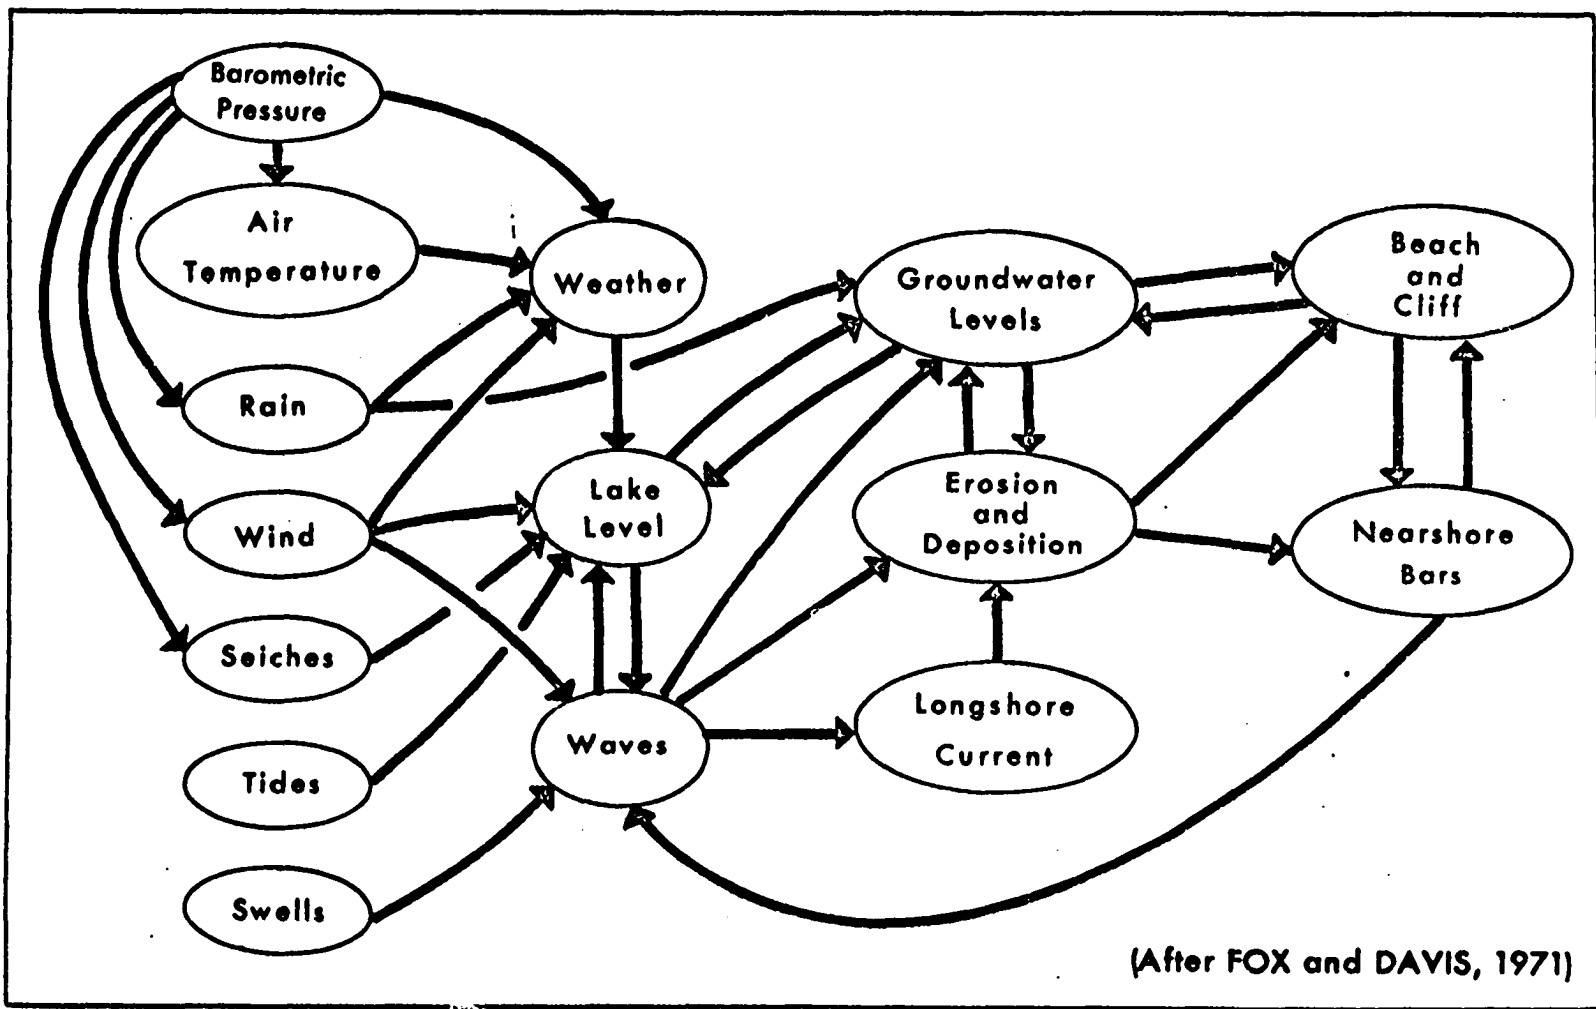 Barometric
Pressure
Air
Temperature
Weather
Rain
Wind
Seiches
Tides
Swells
Lake
Level
Waves
Groundwater
Levels
Erosion
and
Deposition
Longshore
Current
Beach
and
Cliff
Nearshore
Bars
(After FOX and DAVIS, 1971)